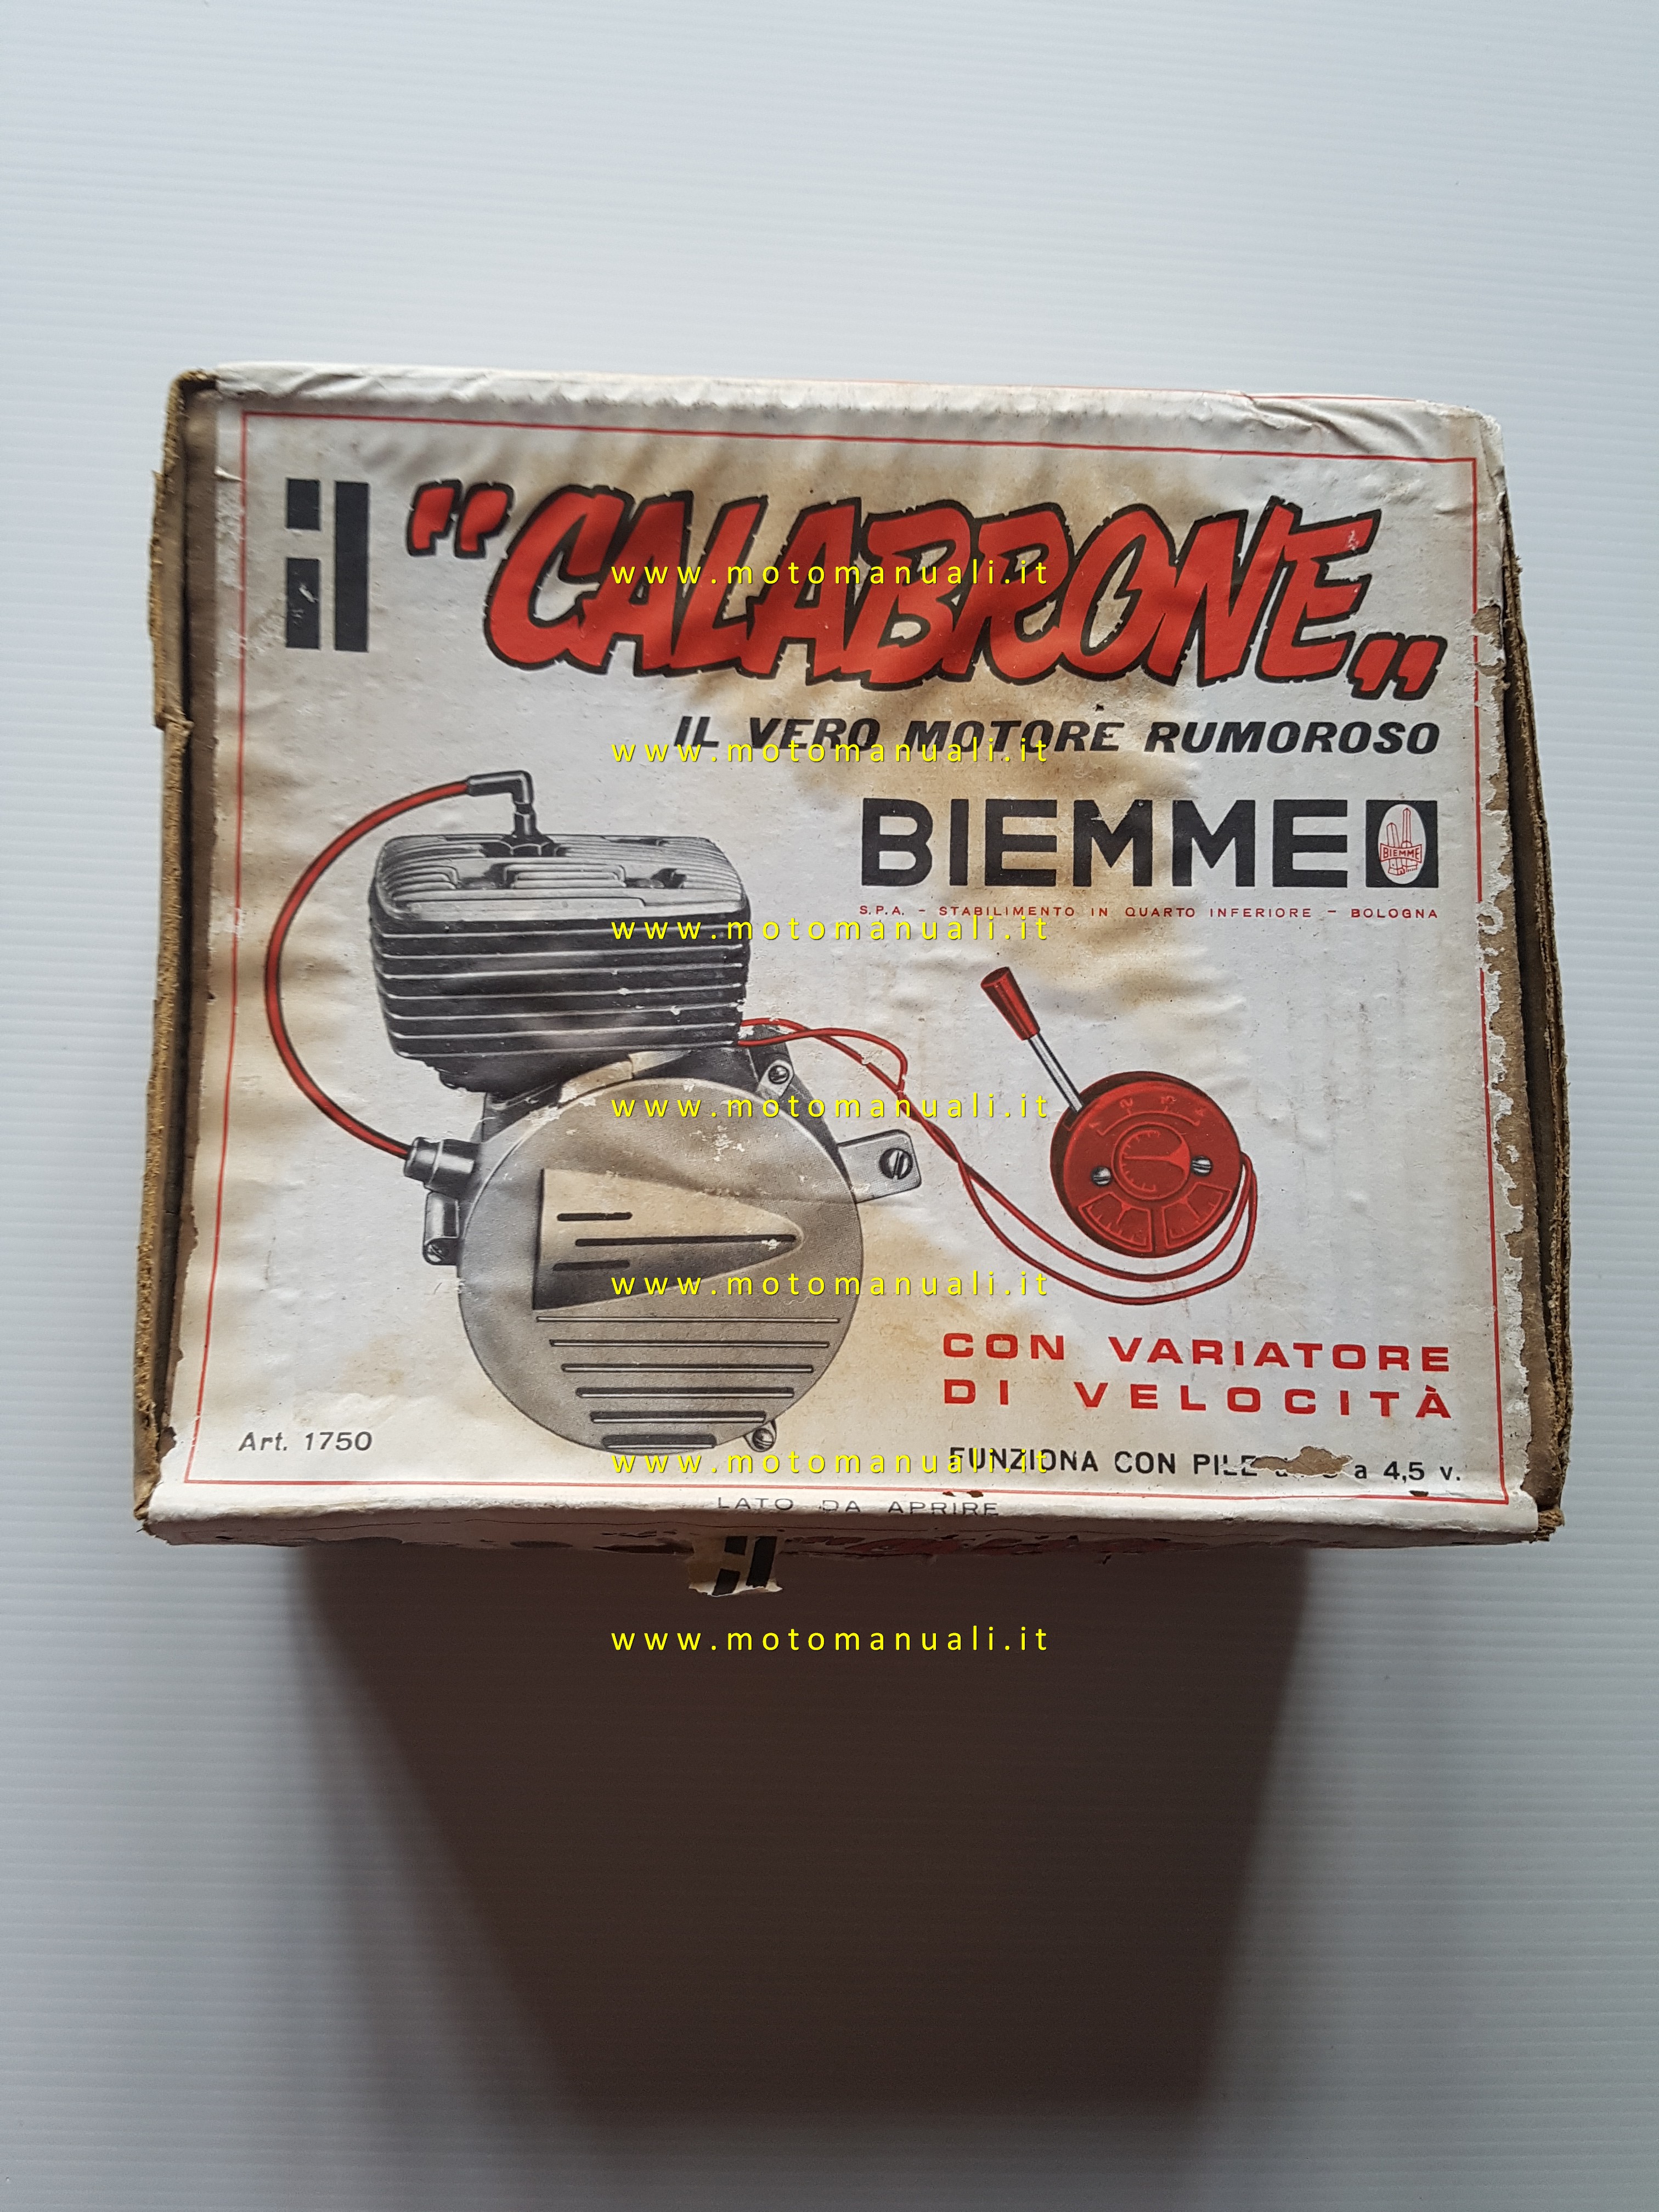 il "CALABRONE„
www.motomanuali.it
IL VERO MOTORE RUMOROSO
www.motomanuali.it
BIEMME
BIEMME
S.P.A. - STABILIMENTO IN QUARTO INFERIORE - BOLOGNA
www.motomanuali.it
www.motomanuali.it
www.motomanuali.it
CON VARIATORE
DI VELOCITÀ
Art. 1750
FUNZIONA CON PILE a 4,5 v.
www.motomanuali.it
LATO DA APRIRE
il
www.motomanuali.it